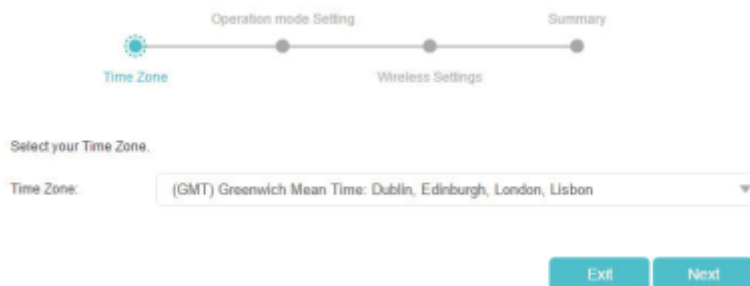 Operation mode Setting Summary
Time Zone Wireless Settings
Select your Time Zone.
Time Zone: (GMT) Greenwich Mean Time: Dublin, Edinburgh, London, Lisbon
Exit Next